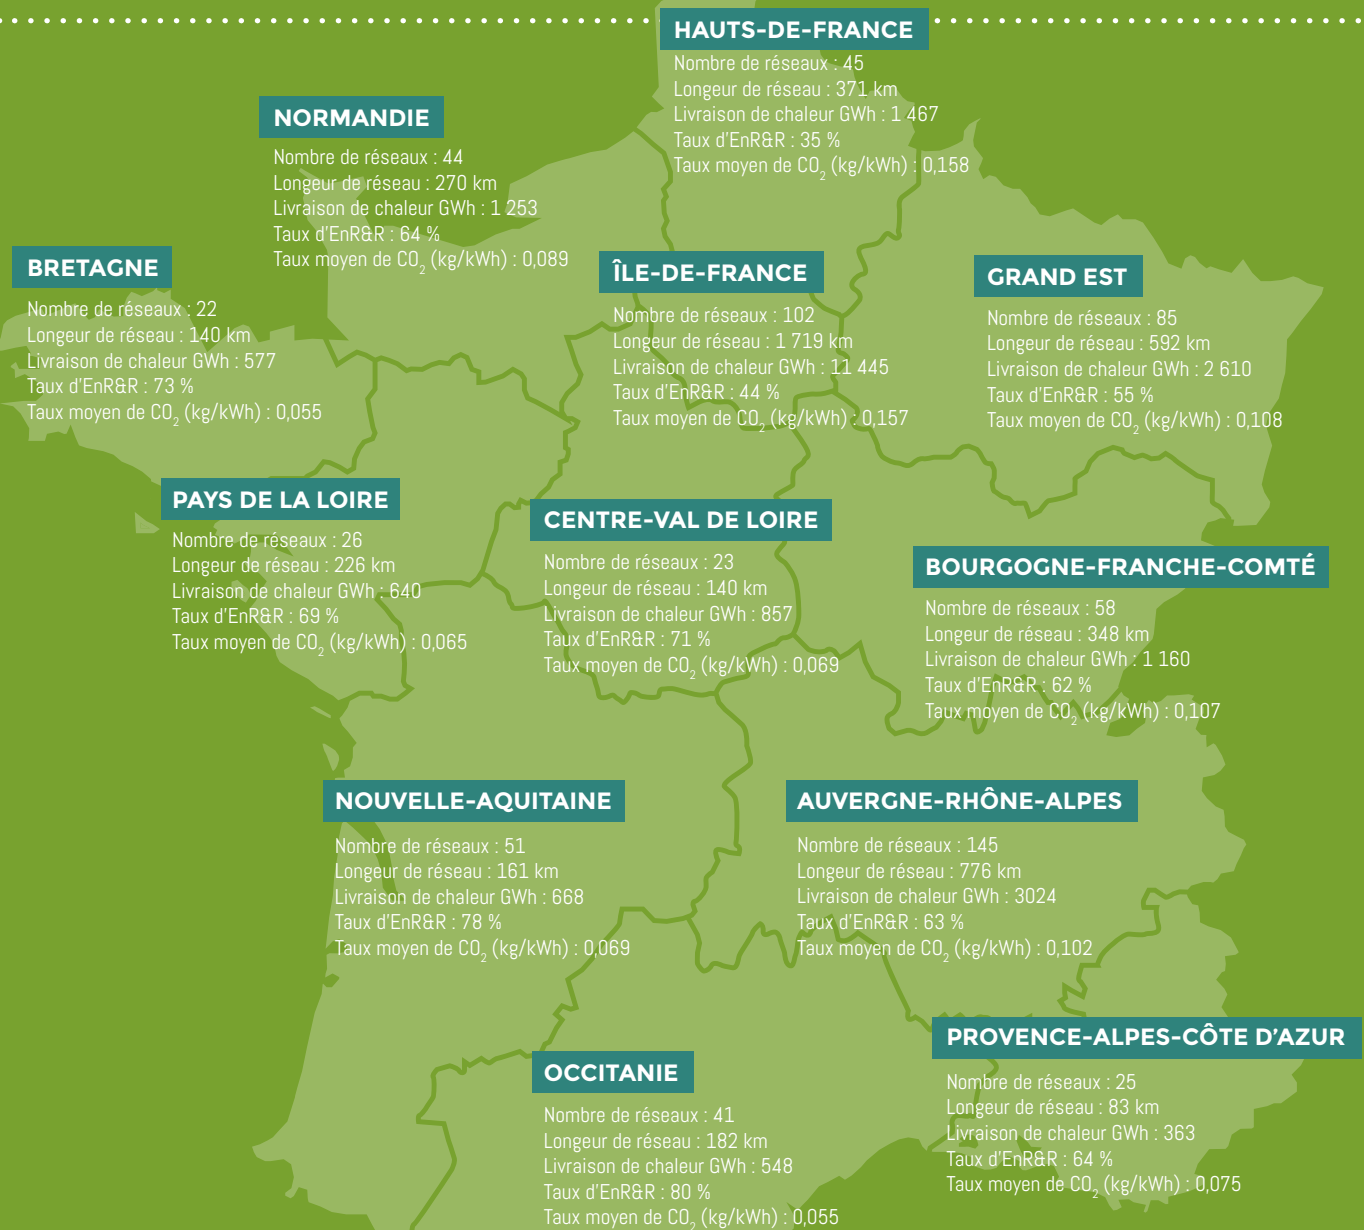 HAUTS-DE-FRANCE
Nombre de réseaux : 45
Longeur de réseau : 371 km
Livraison de chaleur GWh : 1 467
Taux d'EnR&R : 35 %
Taux moyen de CO₂ (kg/kWh) : 0,158
NORMANDIE
Nombre de réseaux : 44
Longeur de réseau : 270 km
Livraison de chaleur GWh : 1 253
Taux d'EnR&R : 64 %
Taux moyen de CO₂ (kg/kWh) : 0,089
BRETAGNE
Nombre de réseaux : 22
Longeur de réseau : 140 km
Livraison de chaleur GWh : 577
Taux d'EnR&R : 73 %
Taux moyen de CO₂ (kg/kWh) : 0,055
ÎLE-DE-FRANCE
Nombre de réseaux : 102
Longeur de réseau : 1 719 km
Livraison de chaleur GWh : 11 445
Taux d'EnR&R : 44 %
Taux moyen de CO₂ (kg/kWh) : 0,157
GRAND EST
Nombre de réseaux : 85
Longeur de réseau : 592 km
Livraison de chaleur GWh : 2 610
Taux d'EnR&R : 55 %
Taux moyen de CO₂ (kg/kWh) : 0,108
PAYS DE LA LOIRE
Nombre de réseaux : 26
Longeur de réseau : 226 km
Livraison de chaleur GWh : 640
Taux d'EnR&R : 69 %
Taux moyen de CO₂ (kg/kWh) : 0,065
CENTRE-VAL DE LOIRE
Nombre de réseaux : 23
Longeur de réseau : 140 km
Livraison de chaleur GWh : 857
Taux d'EnR&R : 71 %
Taux moyen de CO₂ (kg/kWh) : 0,069
BOURGOGNE-FRANCHE-COMTÉ
Nombre de réseaux : 58
Longeur de réseau : 348 km
Livraison de chaleur GWh : 1 160
Taux d'EnR&R : 62 %
Taux moyen de CO₂ (kg/kWh) : 0,107
NOUVELLE-AQUITAINE
Nombre de réseaux : 51
Longeur de réseau : 161 km
Livraison de chaleur GWh : 668
Taux d'EnR&R : 78 %
Taux moyen de CO₂ (kg/kWh) : 0,069
AUVERGNE-RHÔNE-ALPES
Nombre de réseaux : 145
Longeur de réseau : 776 km
Livraison de chaleur GWh : 3024
Taux d'EnR&R : 63 %
Taux moyen de CO₂ (kg/kWh) : 0,102
PROVENCE-ALPES-CÔTE D'AZUR
Nombre de réseaux : 25
Longeur de réseau : 83 km
Livraison de chaleur GWh : 363
Taux d'EnR&R : 64 %
Taux moyen de CO₂ (kg/kWh) : 0,075
OCCITANIE
Nombre de réseaux : 41
Longeur de réseau : 182 km
Livraison de chaleur GWh : 548
Taux d'EnR&R : 80 %
Taux moyen de CO₂ (kg/kWh) : 0,055